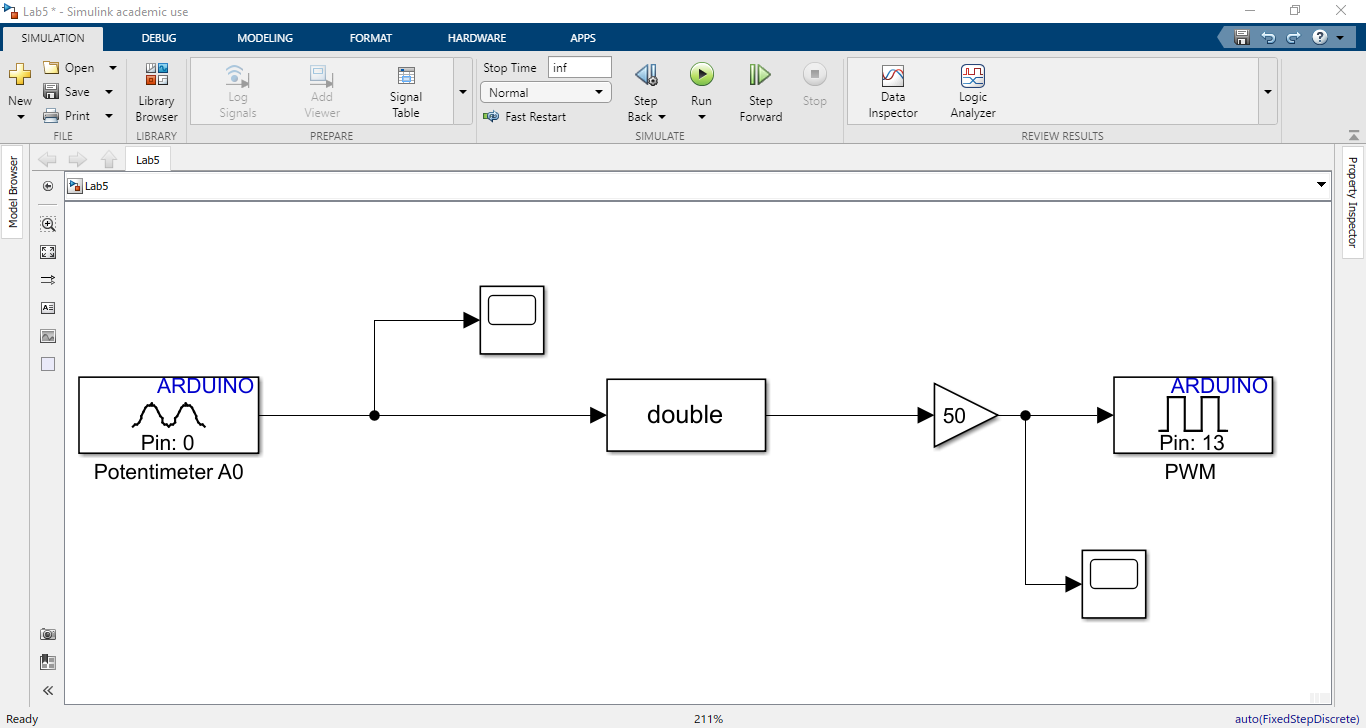 Lab5 * - Simulink academic use
SIMULATION DEBUG MODELING FORMAT HARDWARE APPS
New
Open
Save
Print
FILE
Library
Browser
LIBRARY
Log
Signals
Add
Viewer
Signal
Table
PREPARE
Stop Time inf
Normal
Fast Restart
Step
Back
Run
Step
Forward
Stop
SIMULATE
Data
Inspector
Logic
Analyzer
REVIEW RESULTS
Model Browser
Lab5
Lab5
Property Inspector
ARDUINO
Pin: 0
Potentimeter A0
double
50
ARDUINO
Pin: 13
PWM
Ready
211%
auto(FixedStepDiscrete)